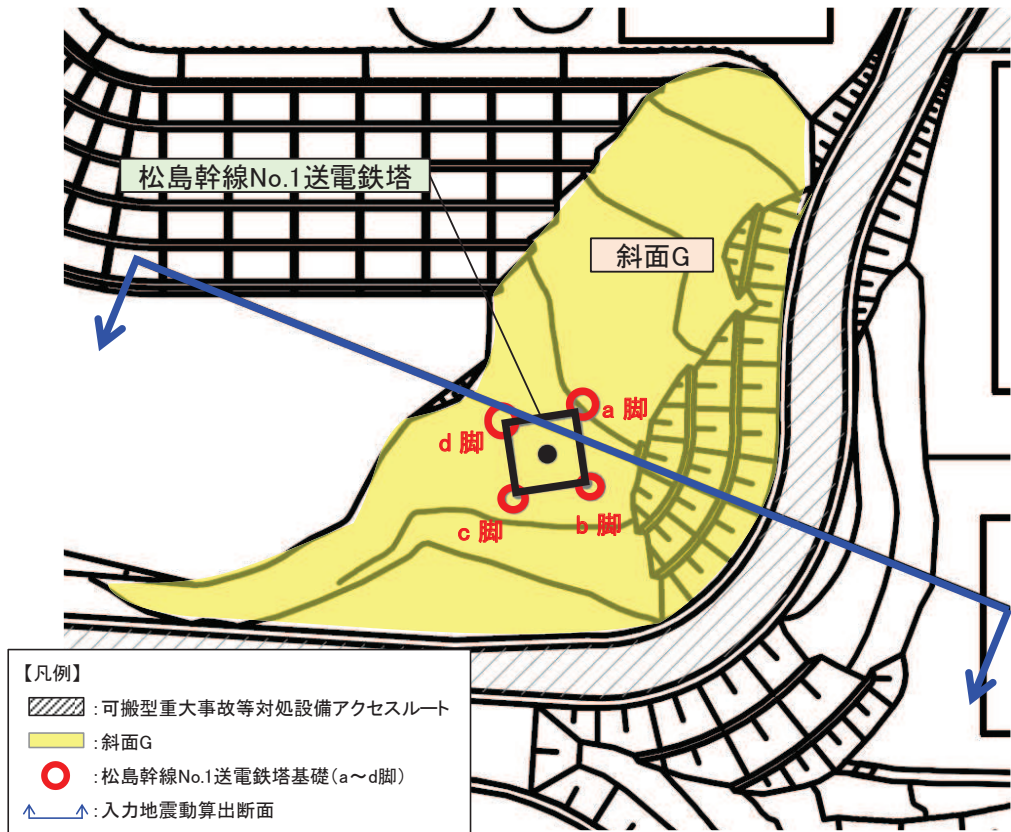 松島幹線No.1送電鉄塔
斜面G
a 脚
d 脚
c 脚
b 脚
【凡例】
:可搬型重大事故等対処設備アクセスルート
:斜面G
:松島幹線No.1送電鉄塔基礎(a～d脚)
:入力地震動算出断面